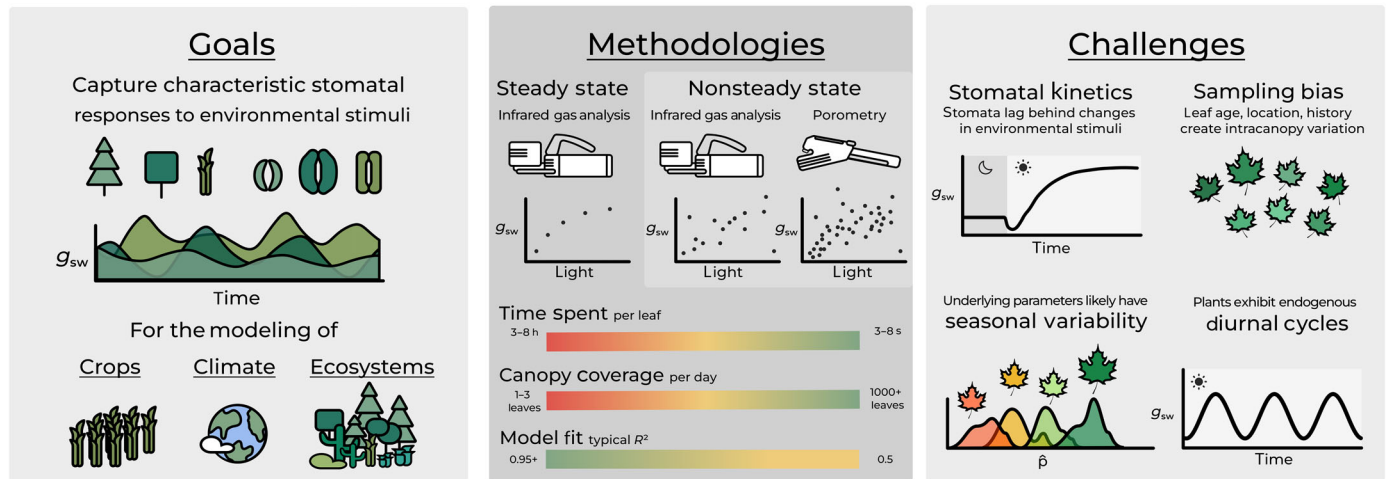 Goals
Capture characteristic stomatal
responses to environmental stimuli
gsw
Time
For the modeling of
Crops
Climate
Ecosystems
Methodologies
Steady state
Infrared gas analysis
gsw
Light
Nonsteady state
Infrared gas analysis
gsw
Light
Porometry
gsw
Light
Time spent per leaf
3–8 h
3–8 s
Canopy coverage per day
1–3
leaves
1000+
leaves
Model fit typical R²
0.95+
0.5
Challenges
Stomatal kinetics
Stomata lag behind changes
in environmental stimuli
gsw
Time
Sampling bias
Leaf age, location, history
create intracanopy variation
Underlying parameters likely have
seasonal variability
p̂
Plants exhibit endogenous
diurnal cycles
gsw
Time